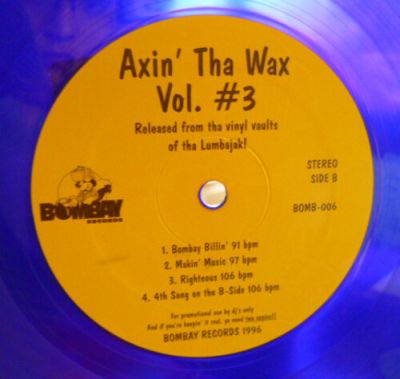 Axin' Tha Wax
Vol. #3
Released from tha vinyl vaults
of tha Lumbajak!
STEREO
SIDE B
BOMB-006
BOMBAY
RECORDS
1. Bombay Billin' 91 bpm
2. Makin' Music 97 bpm
3. Righteous 106 bpm
4. 4th Song on the B-Side 106 bpm
For promotional use by dj's only
And if you're keepin' it real, ya need two copies!!
BOMBAY RECORDS 1996